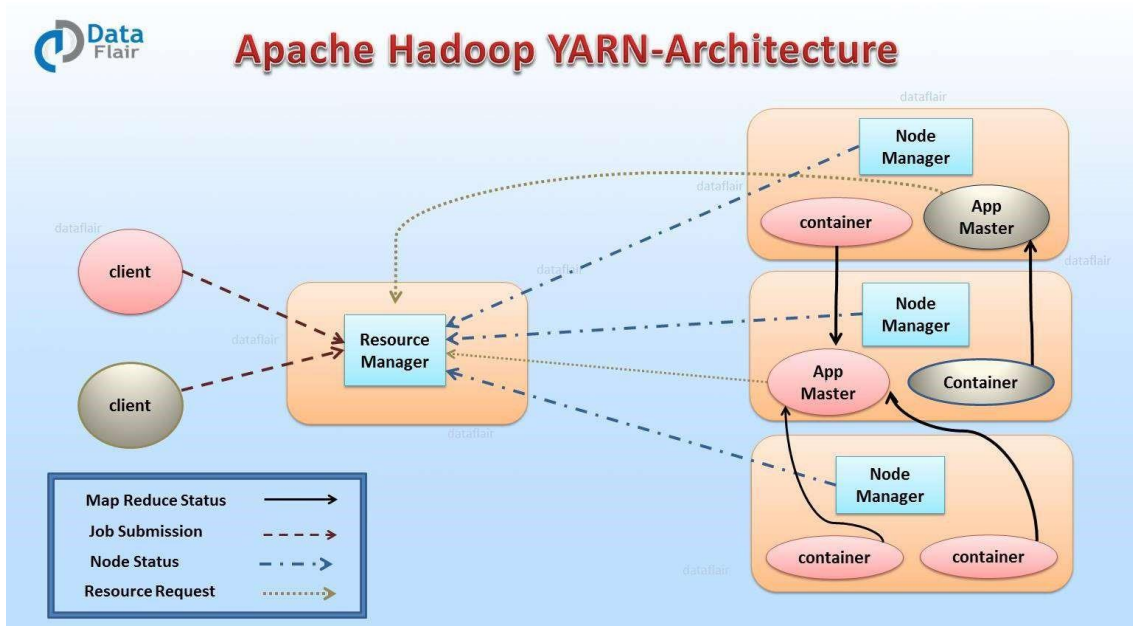 Data
Flair
Apache Hadoop YARN-Architecture
dataflair
Node
Manager
dataflair
App
Master
container
dataflair
client
dataflair
dataflair
Resource
Manager
dataflair
Node
Manager
App
Master
Container
client
dataflair
Node
Manager
container
container
dataflair
Map Reduce Status
Job Submission
Node Status
Resource Request